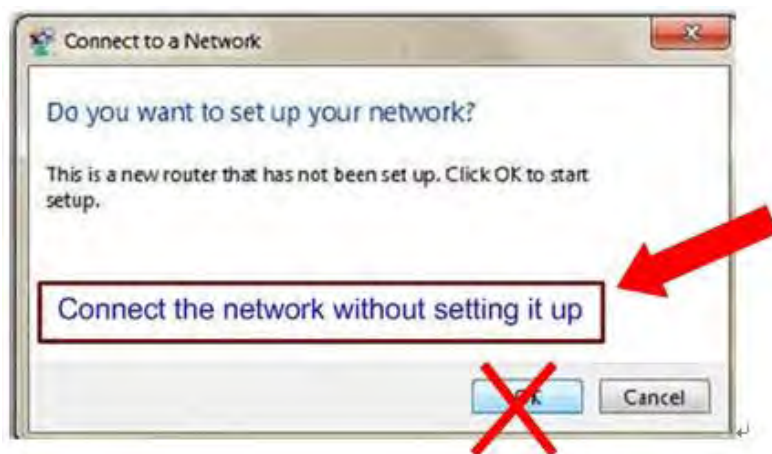 Connect to a Network
Do you want to set up your network?
This is a new router that has not been set up. Click OK to start
setup.
Connect the network without setting it up
OK Cancel